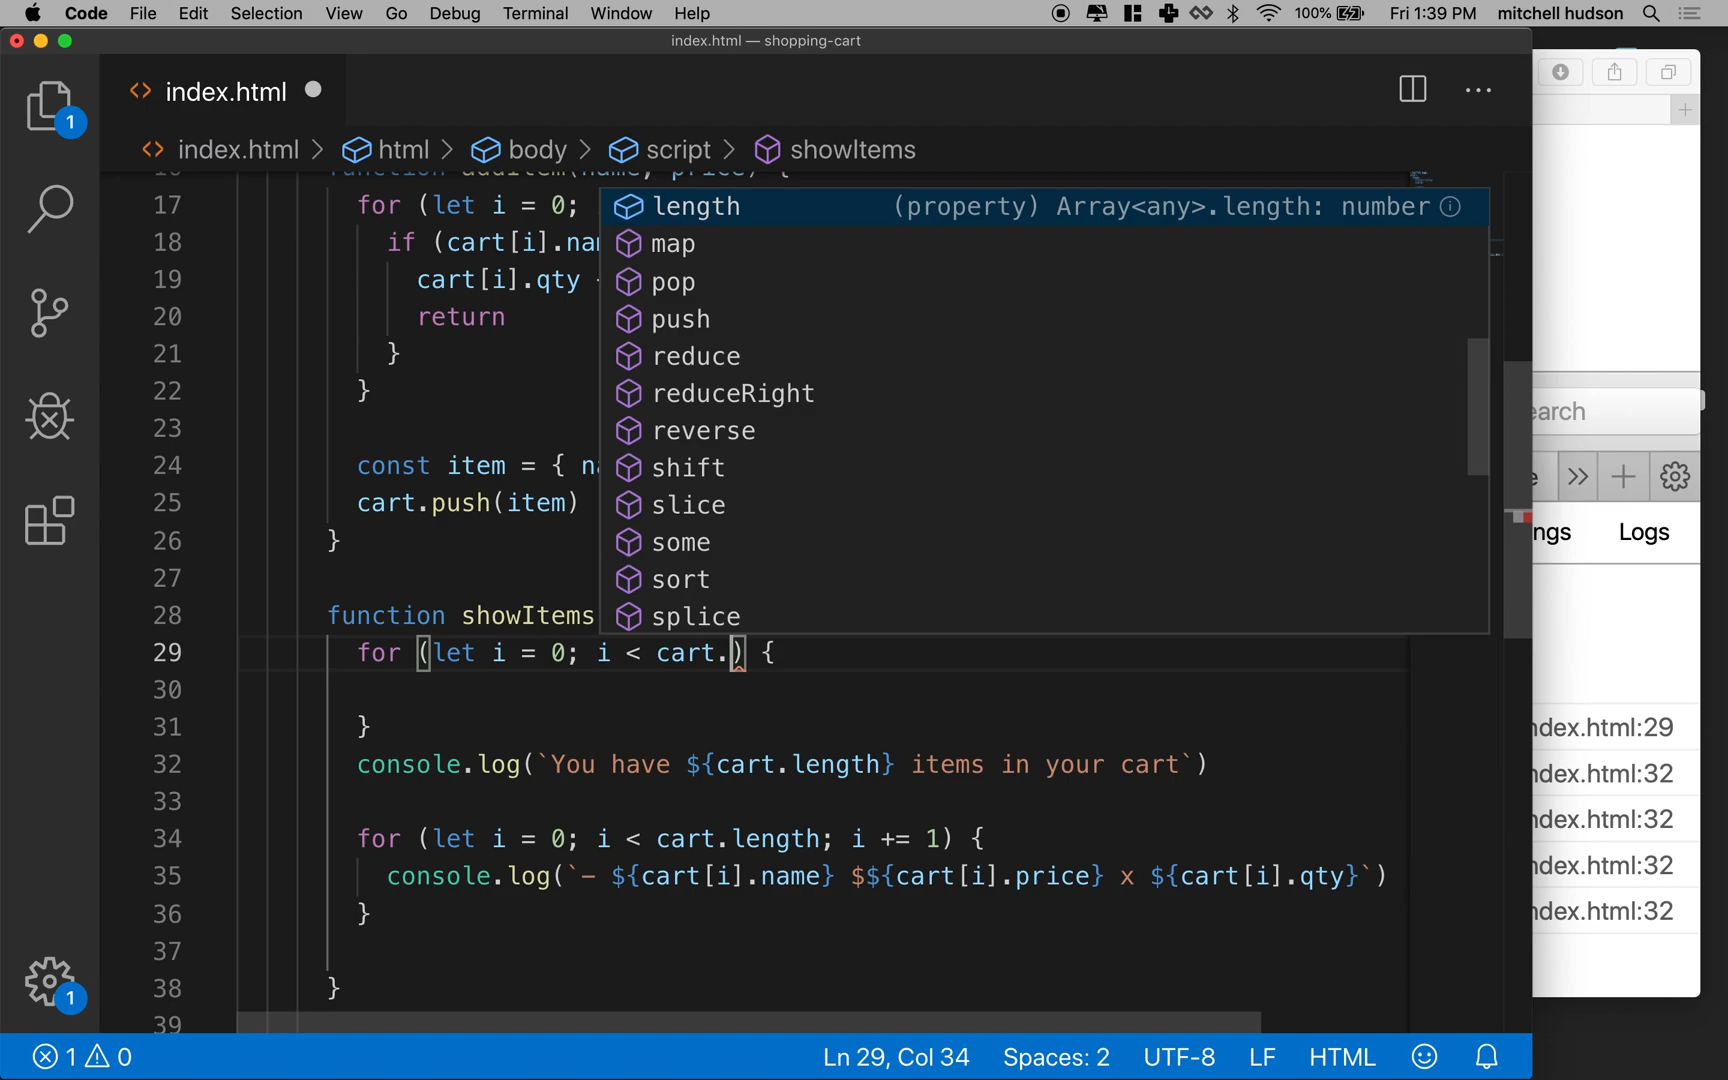 Code File Edit Selection View Go Debug Terminal Window Help 100% Fri 1:39 PM mitchell hudson
index.html — shopping-cart
index.html
index.html > html > body > script > showItems
17 for (let i = 0;
18 if (cart[i].na
19 cart[i].qty
20 return
21 }
22 }
23
24 const item = { n
25 cart.push(item)
26 }
27
28 function showItems
29 for (let i = 0; i < cart.) {
30
31 }
32 console.log(`You have ${cart.length} items in your cart`)
33
34 for (let i = 0; i < cart.length; i += 1) {
35 console.log(`– ${cart[i].name} $${cart[i].price} x ${cart[i].qty}`)
36 }
37
38 }
39
length (property) Array<any>.length: number
map
pop
push
reduce
reduceRight
reverse
shift
slice
some
sort
splice
1
1
earch
e
ngs Logs
ndex.html:29
ndex.html:32
ndex.html:32
ndex.html:32
ndex.html:32
1 0 Ln 29, Col 34 Spaces: 2 UTF-8 LF HTML